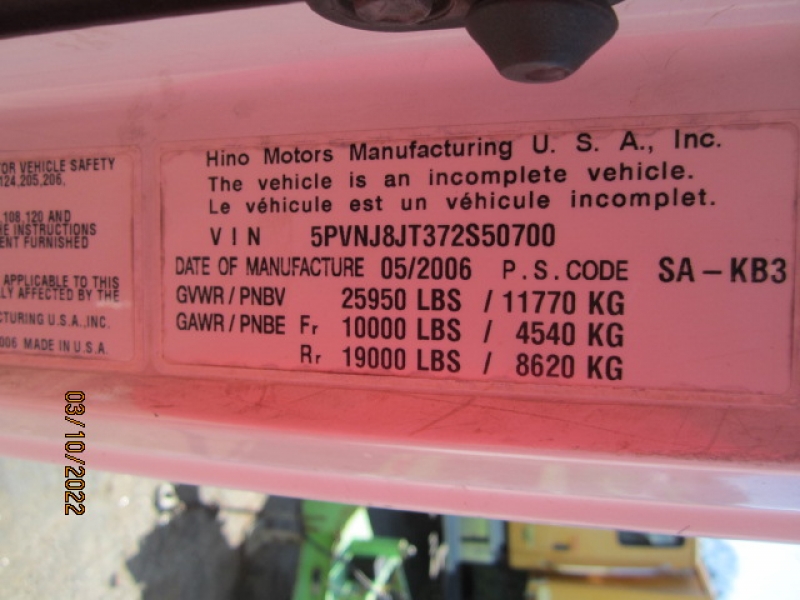 OR VEHICLE SAFETY
124,205,206,
108,120 AND
E INSTRUCTIONS
ENT FURNISHED
APPLICABLE TO THIS
LY AFFECTED BY THE
CTURING U.S.A.,INC.
006 MADE IN U.S.A.
Hino Motors Manufacturing U. S. A., Inc.
The vehicle is an incomplete vehicle.
Le véhicule est un véhicule incomplet.
VIN 5PVNJ8JT372S50700
DATE OF MANUFACTURE 05/2006 P.S.CODE SA-KB3
GVWR/PNBV 25950 LBS / 11770 KG
GAWR/PNBE Fr 10000 LBS / 4540 KG
Rr 19000 LBS / 8620 KG
03/10/2022